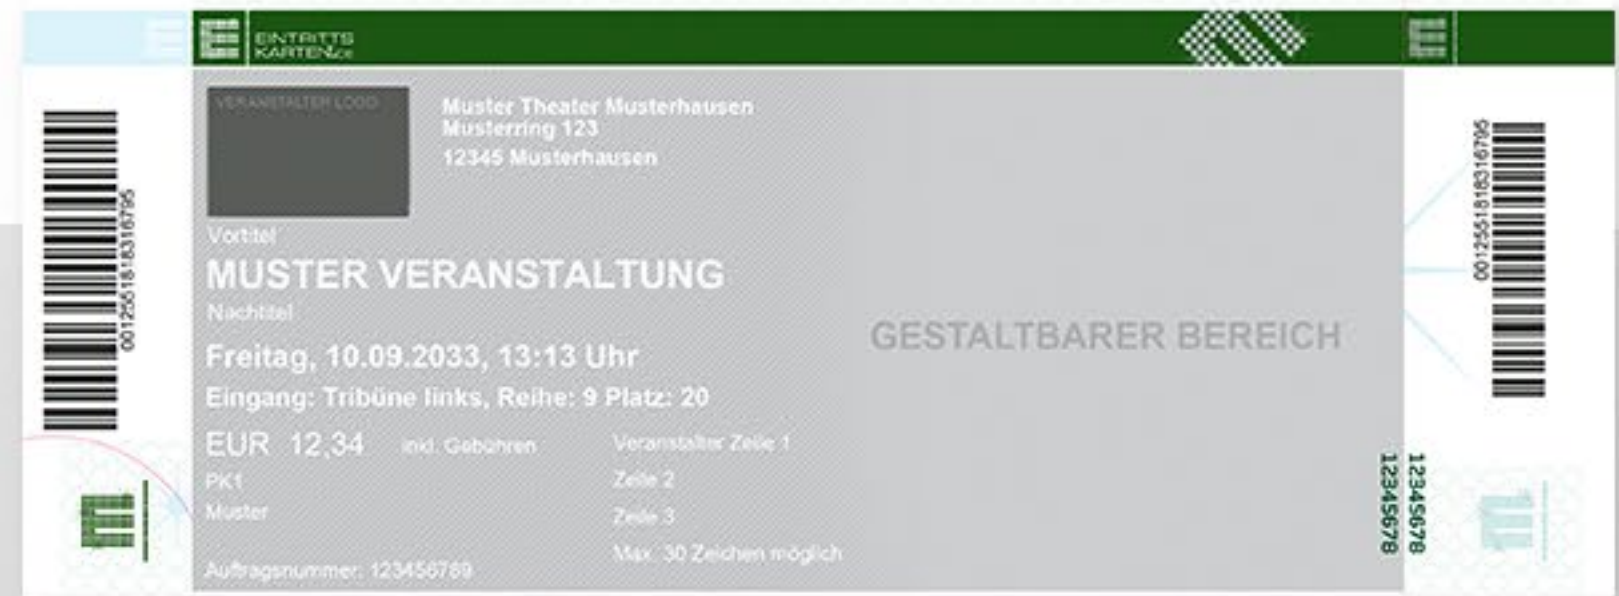 EINTRITTS
KARTEN.de
VERANSTALTER LOGO
Muster Theater Musterhausen
Musterring 123
12345 Musterhausen
Vortitel
MUSTER VERANSTALTUNG
Nachtitel
Freitag, 10.09.2033, 13:13 Uhr
Eingang: Tribüne links, Reihe: 9 Platz: 20
EUR 12,34 inkl. Gebühren
PK1
Muster
Auftragsnummer: 123456789
Veranstalter Zeile 1
Zeile 2
Zeile 3
Max. 30 Zeichen möglich
GESTALTBARER BEREICH
0012551818316795
0012551818316795
12345678
12345678